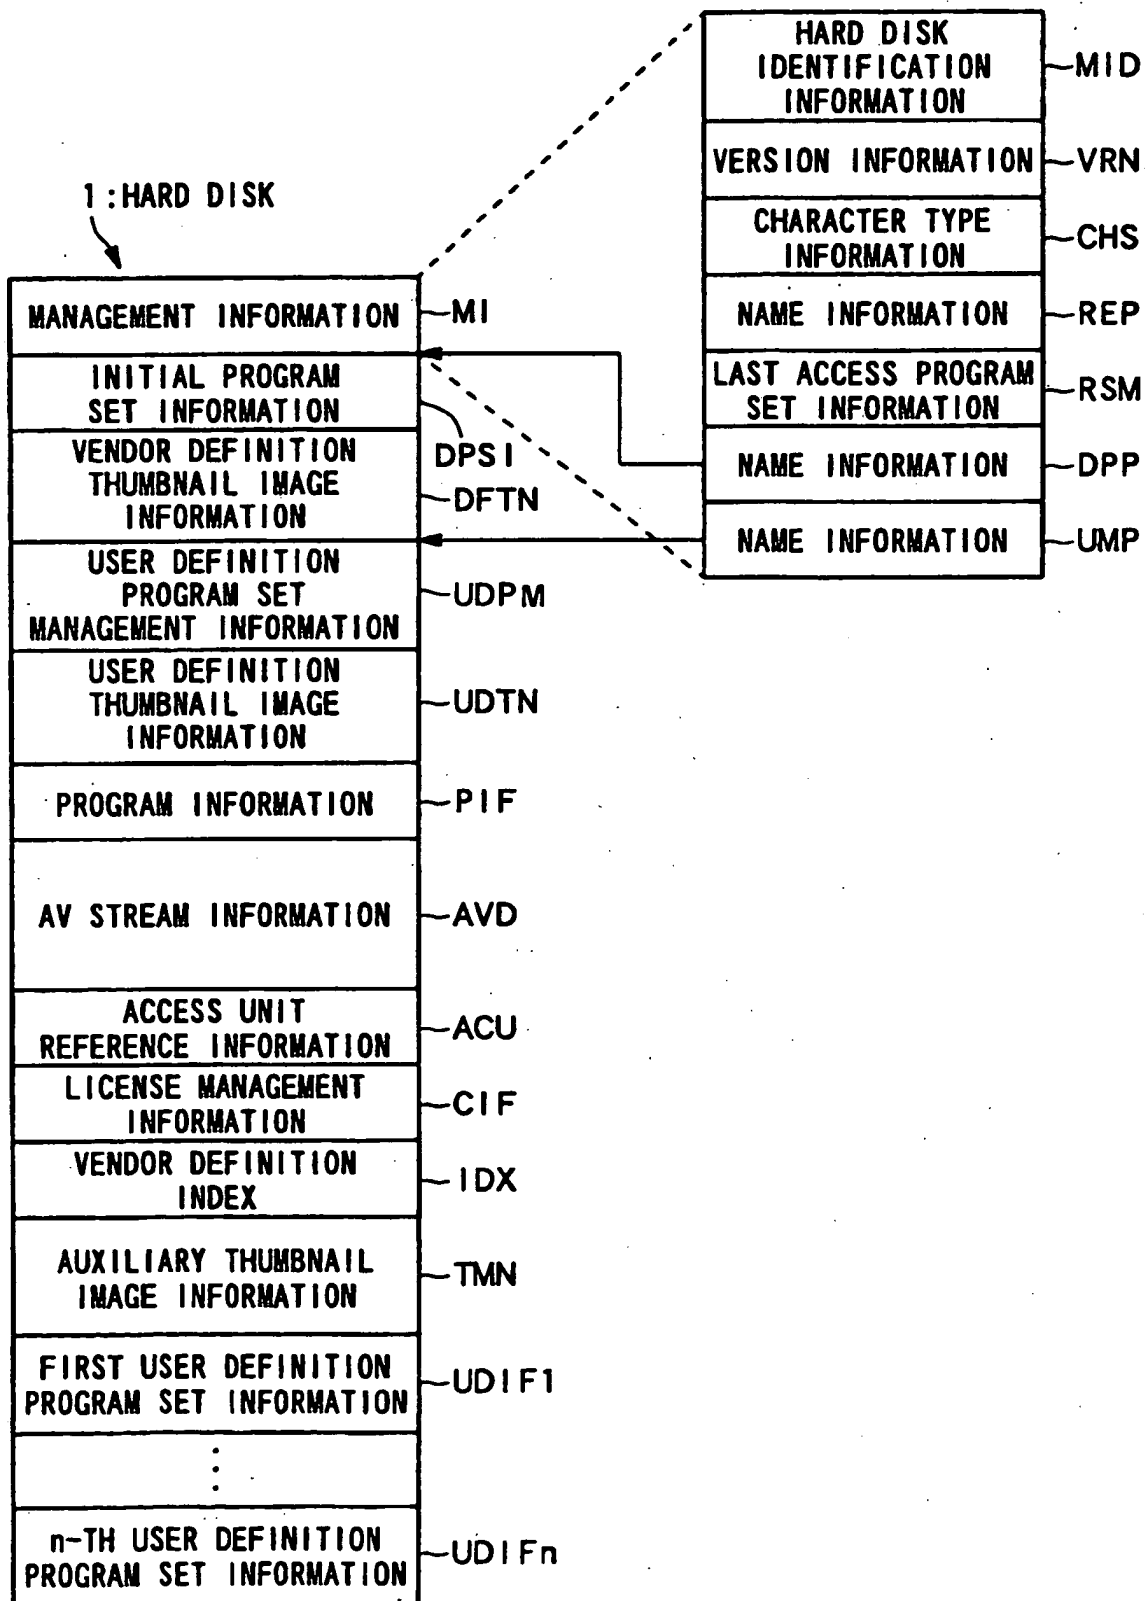 1:HARD DISK
MANAGEMENT INFORMATION
MI
INITIAL PROGRAM
SET INFORMATION
DPSI
VENDOR DEFINITION
THUMBNAIL IMAGE
INFORMATION
DFTN
USER DEFINITION
PROGRAM SET
MANAGEMENT INFORMATION
UDPM
USER DEFINITION
THUMBNAIL IMAGE
INFORMATION
UDTN
PROGRAM INFORMATION
PIF
AV STREAM INFORMATION
AVD
ACCESS UNIT
REFERENCE INFORMATION
ACU
LICENSE MANAGEMENT
INFORMATION
CIF
VENDOR DEFINITION
INDEX
IDX
AUXILIARY THUMBNAIL
IMAGE INFORMATION
TMN
FIRST USER DEFINITION
PROGRAM SET INFORMATION
UDIF1
n-TH USER DEFINITION
PROGRAM SET INFORMATION
UDIFn
HARD DISK
IDENTIFICATION
INFORMATION
MID
VERSION INFORMATION
VRN
CHARACTER TYPE
INFORMATION
CHS
NAME INFORMATION
REP
LAST ACCESS PROGRAM
SET INFORMATION
RSM
NAME INFORMATION
DPP
NAME INFORMATION
UMP